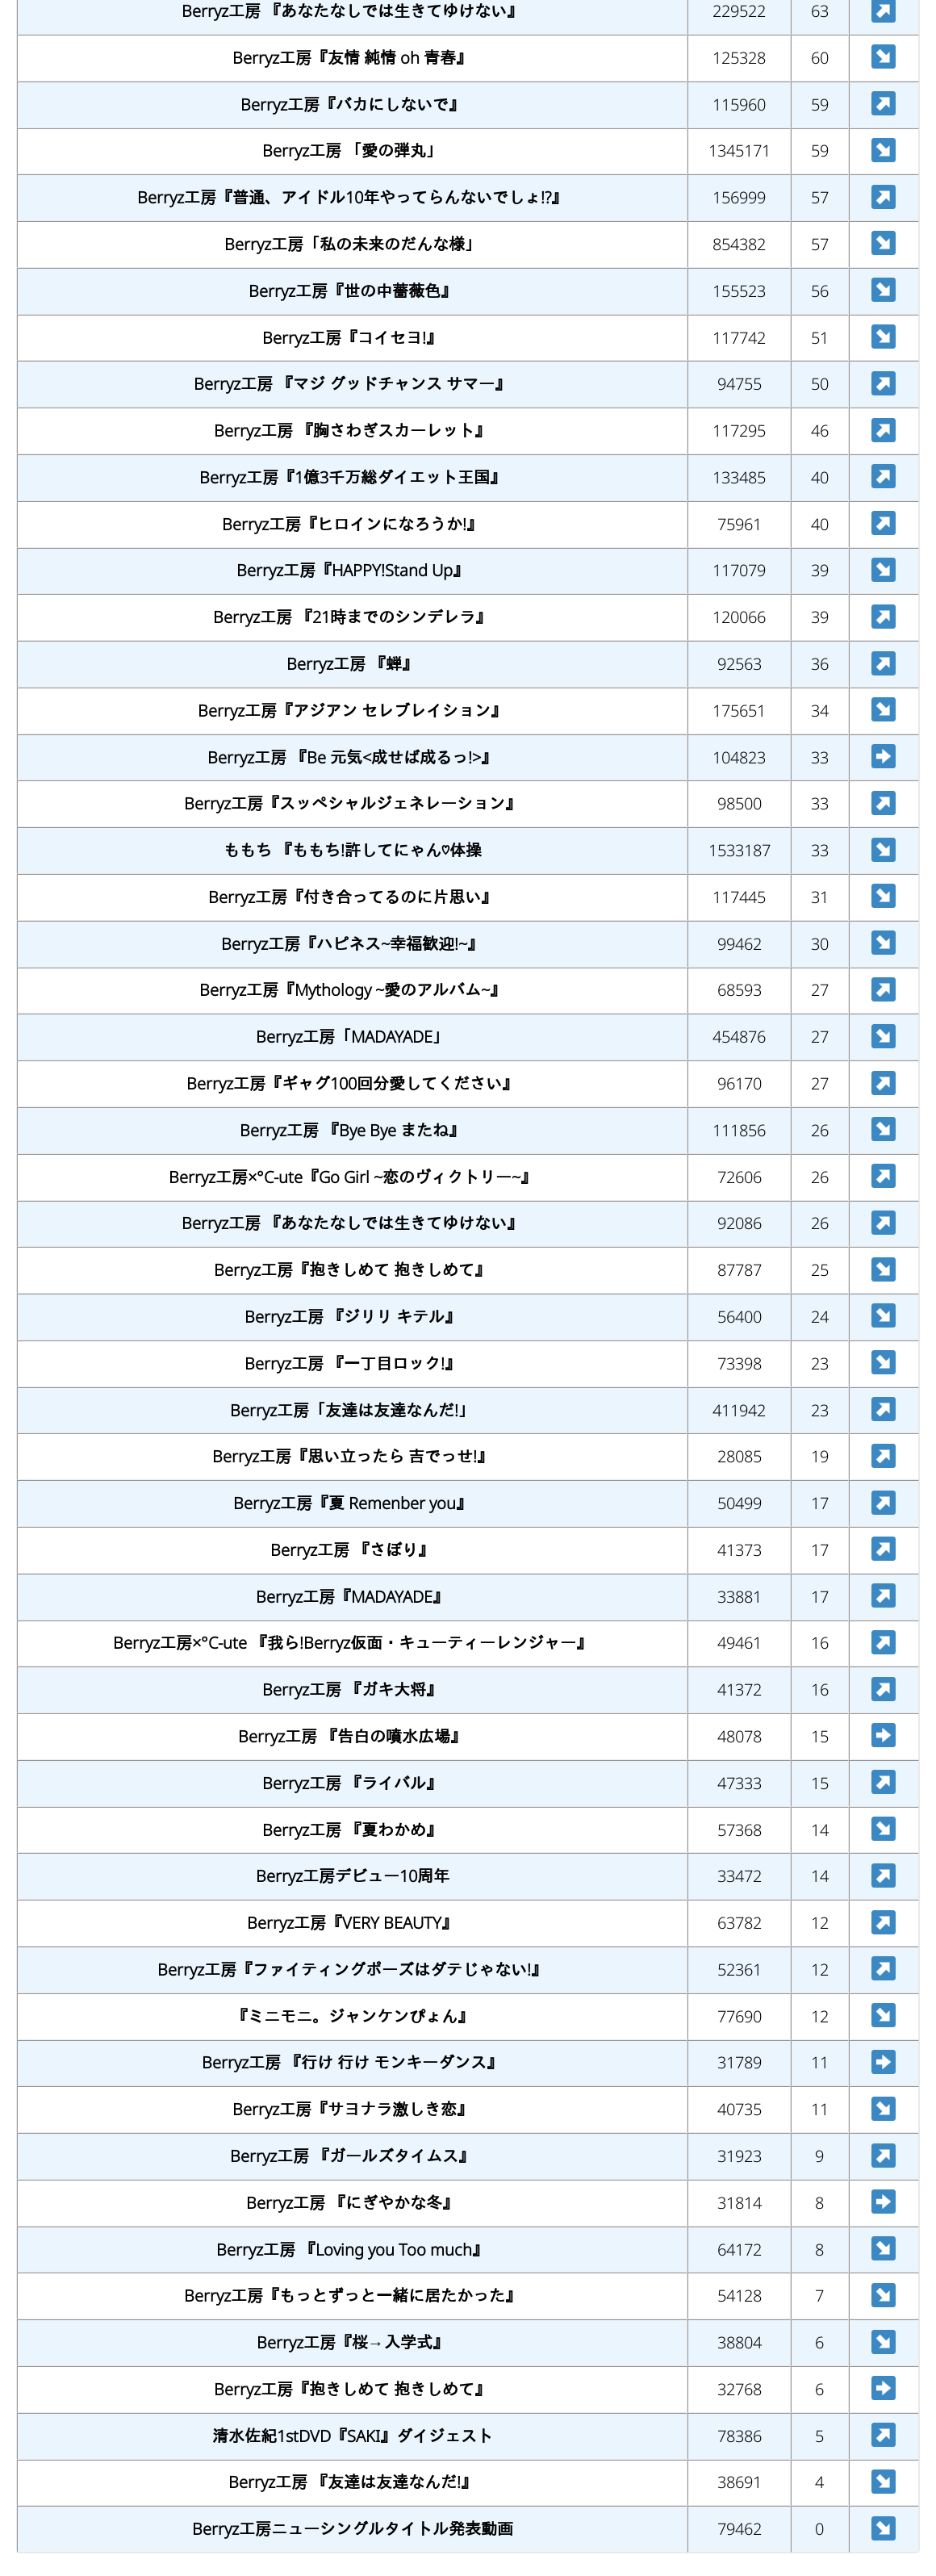 Berryz工房 『あなたなしでは生きてゆけない』 229522 63 ↗
Berryz工房『友情 純情 oh 青春』 125328 60 ↘
Berryz工房『バカにしないで』 115960 59 ↗
Berryz工房 「愛の弾丸」 1345171 59 ↘
Berryz工房『普通、アイドル10年やってらんないでしょ!?』 156999 57 ↗
Berryz工房「私の未来のだんな様」 854382 57 ↘
Berryz工房『世の中薔薇色』 155523 56 ↘
Berryz工房『コイセヨ!』 117742 51 ↘
Berryz工房 『マジ グッドチャンス サマー』 94755 50 ↗
Berryz工房 『胸さわぎスカーレット』 117295 46 ↗
Berryz工房『1億3千万総ダイエット王国』 133485 40 ↗
Berryz工房『ヒロインになろうか!』 75961 40 ↗
Berryz工房『HAPPY!Stand Up』 117079 39 ↘
Berryz工房 『21時までのシンデレラ』 120066 39 ↗
Berryz工房 『蝉』 92563 36 ↗
Berryz工房『アジアン セレブレイション』 175651 34 ↘
Berryz工房 『Be 元気<成せば成るっ!>』 104823 33 ➡
Berryz工房『スッペシャルジェネレ〜ション』 98500 33 ↗
ももち 『ももち!許してにゃん♡体操 1533187 33 ↘
Berryz工房『付き合ってるのに片思い』 117445 31 ↘
Berryz工房『ハピネス~幸福歓迎!~』 99462 30 ↘
Berryz工房『Mythology ~愛のアルバム~』 68593 27 ↗
Berryz工房「MADAYADE」 454876 27 ↘
Berryz工房『ギャグ100回分愛してください』 96170 27 ↗
Berryz工房 『Bye Bye またね』 111856 26 ↘
Berryz工房×°C-ute『Go Girl ~恋のヴィクトリー~』 72606 26 ↗
Berryz工房 『あなたなしでは生きてゆけない』 92086 26 ↗
Berryz工房『抱きしめて 抱きしめて』 87787 25 ↘
Berryz工房 『ジリリ キテル』 56400 24 ↘
Berryz工房 『一丁目ロック!』 73398 23 ↘
Berryz工房「友達は友達なんだ!」 411942 23 ↗
Berryz工房『思い立ったら 吉でっせ!』 28085 19 ↗
Berryz工房『夏 Remenber you』 50499 17 ↗
Berryz工房 『さぼり』 41373 17 ↗
Berryz工房『MADAYADE』 33881 17 ↗
Berryz工房×°C-ute 『我ら!Berryz仮面・キューティーレンジャー』 49461 16 ↗
Berryz工房 『ガキ大将』 41372 16 ↗
Berryz工房 『告白の噴水広場』 48078 15 ➡
Berryz工房 『ライバル』 47333 15 ↗
Berryz工房 『夏わかめ』 57368 14 ↘
Berryz工房デビュー10周年 33472 14 ↗
Berryz工房『VERY BEAUTY』 63782 12 ↗
Berryz工房『ファイティングポーズはダテじゃない!』 52361 12 ↗
『ミニモニ。ジャンケンぴょん』 77690 12 ↘
Berryz工房 『行け 行け モンキーダンス』 31789 11 ➡
Berryz工房『サヨナラ激しき恋』 40735 11 ↘
Berryz工房 『ガールズタイムス』 31923 9 ↗
Berryz工房 『にぎやかな冬』 31814 8 ➡
Berryz工房 『Loving you Too much』 64172 8 ↘
Berryz工房『もっとずっと一緒に居たかった』 54128 7 ↘
Berryz工房『桜→入学式』 38804 6 ↘
Berryz工房『抱きしめて 抱きしめて』 32768 6 ➡
清水佐紀1stDVD『SAKI』ダイジェスト 78386 5 ↗
Berryz工房 『友達は友達なんだ!』 38691 4 ↘
Berryz工房ニューシングルタイトル発表動画 79462 0 ↘